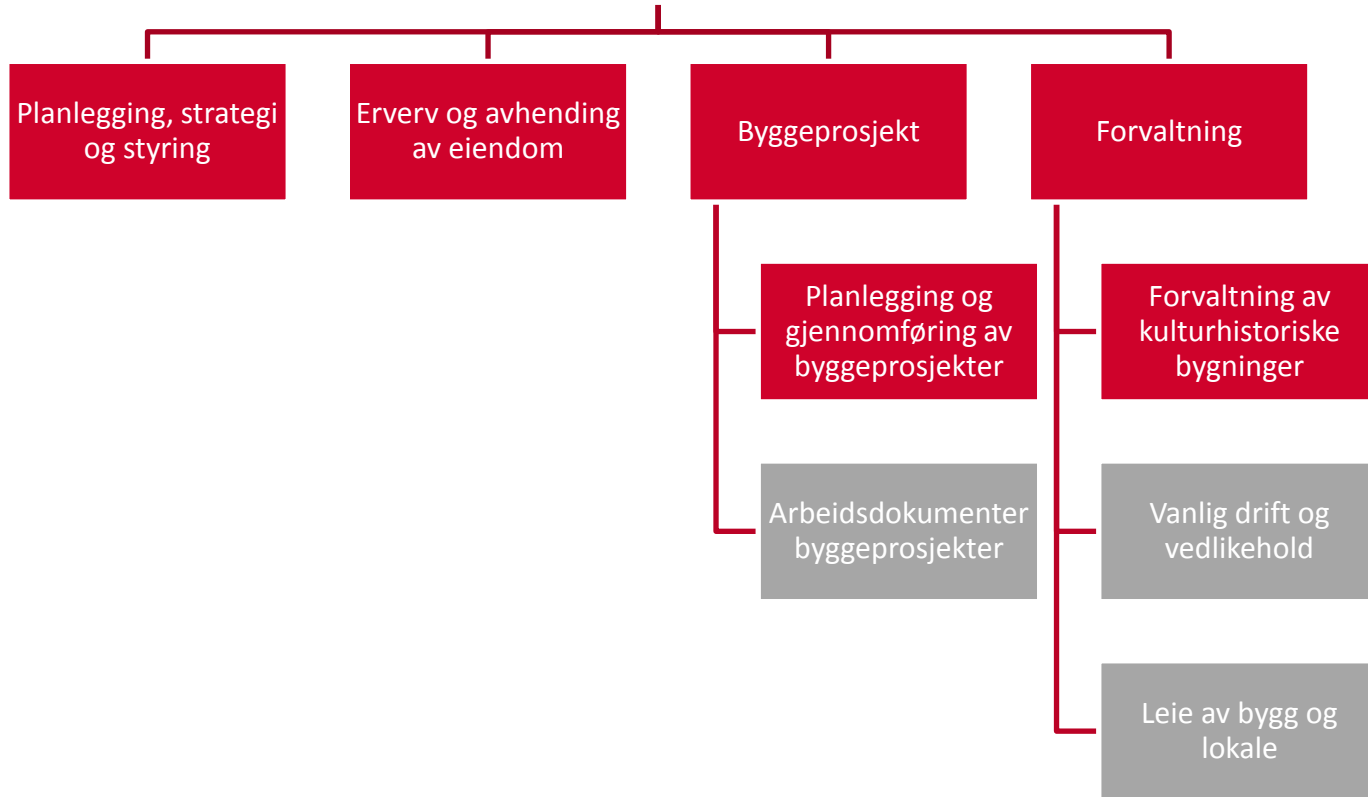 Planlegging, strategi
og styring
Erverv og avhending
av eiendom
Byggeprosjekt
Forvaltning
Planlegging og
gjennomføring av
byggeprosjekter
Forvaltning av
kulturhistoriske
bygninger
Arbeidsdokumenter
byggeprosjekter
Vanlig drift og
vedlikehold
Leie av bygg og
lokale